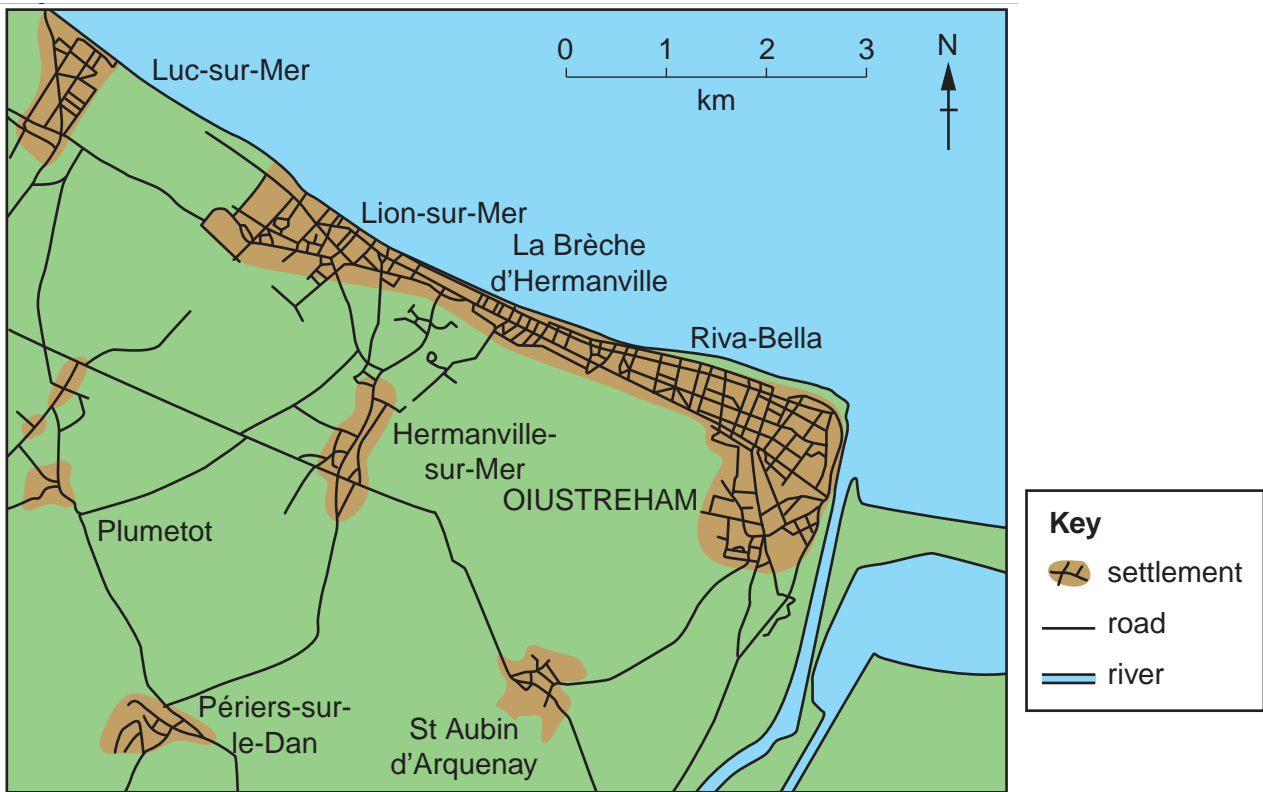 Luc-sur-Mer
0 1 2 3
km
N
Lion-sur-Mer
La Brèche
d'Hermanville
Riva-Bella
Hermanville-
sur-Mer
OIUSTREHAM
Plumetot
Périers-sur-
le-Dan
St Aubin
d'Arquenay
Key
settlement
road
river